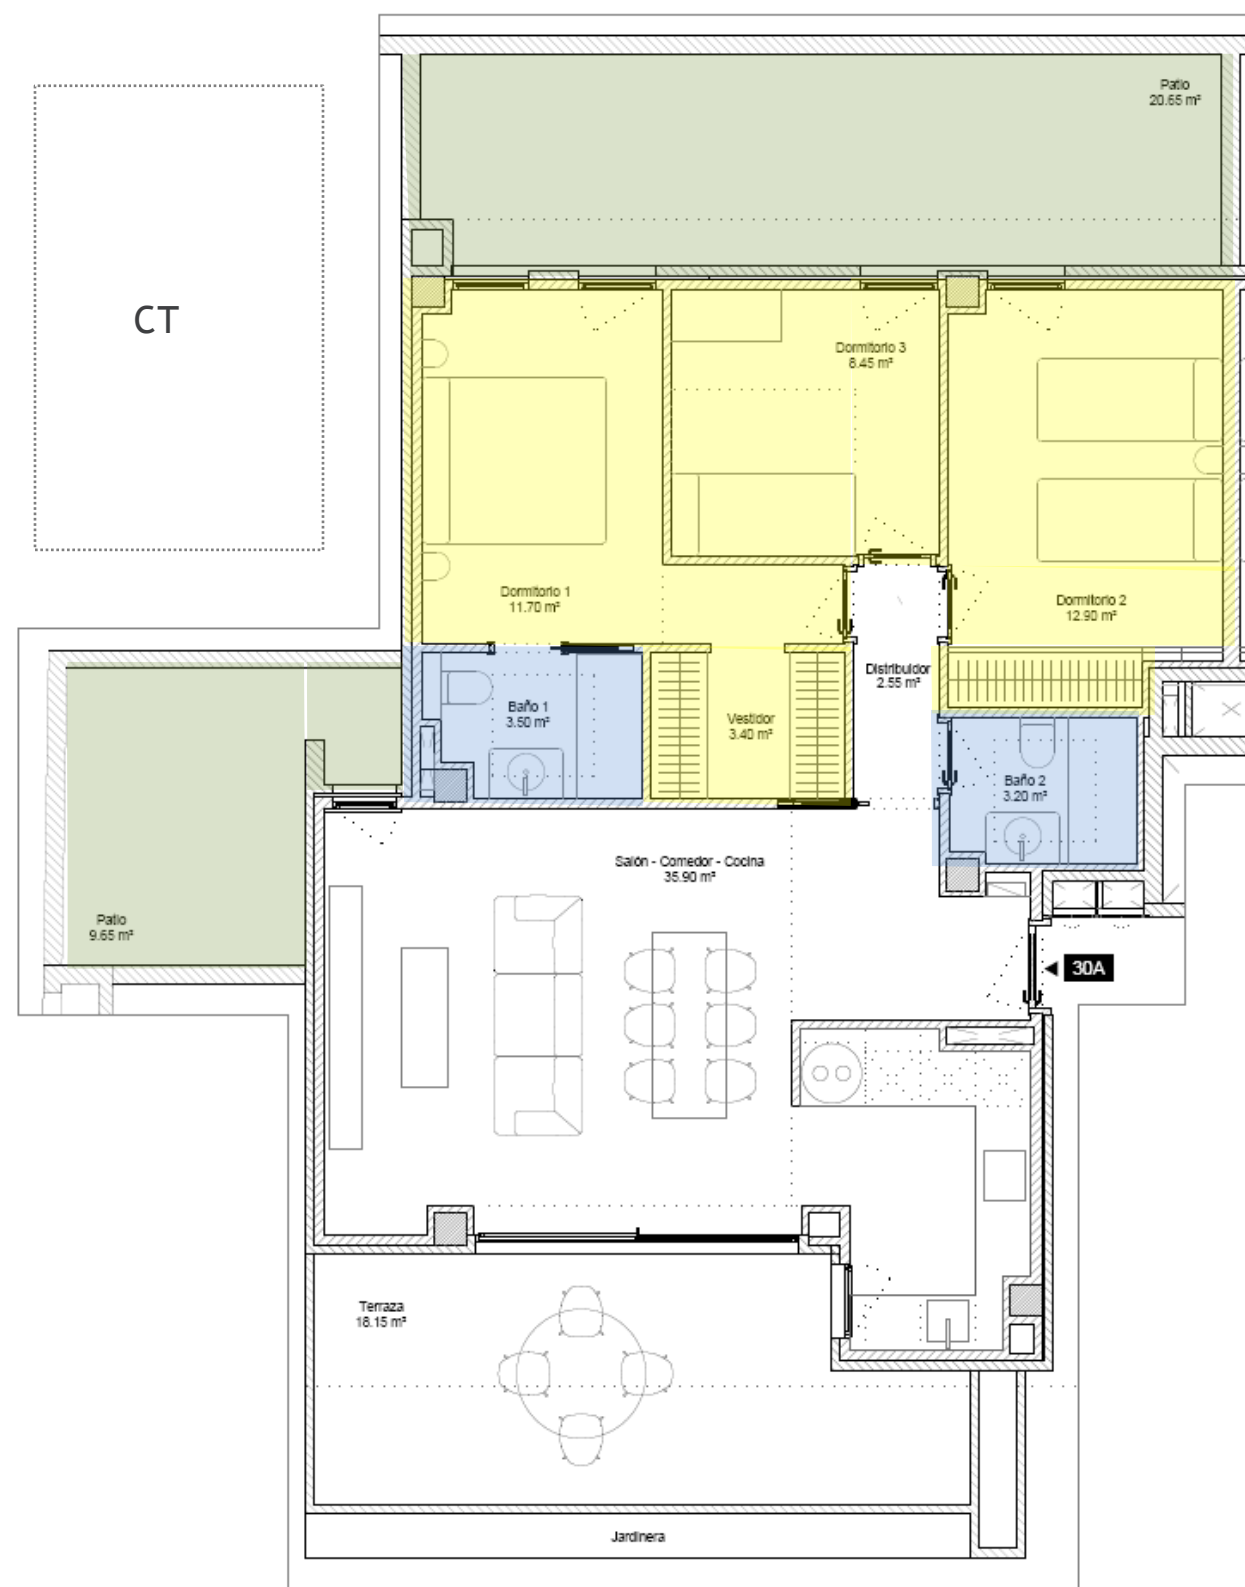 Patio
20.65 m²
CT
Dormitorio 3
8.45 m²
Dormitorio 1
11.70 m²
Dormitorio 2
12.90 m²
Distribuidor
2.55 m²
Baño 1
3.50 m²
Vestidor
3.40 m²
Baño 2
3.20 m²
Salón - Comedor - Cocina
35.90 m²
Patio
9.65 m²
30A
Terraza
18.15 m²
Jardinera